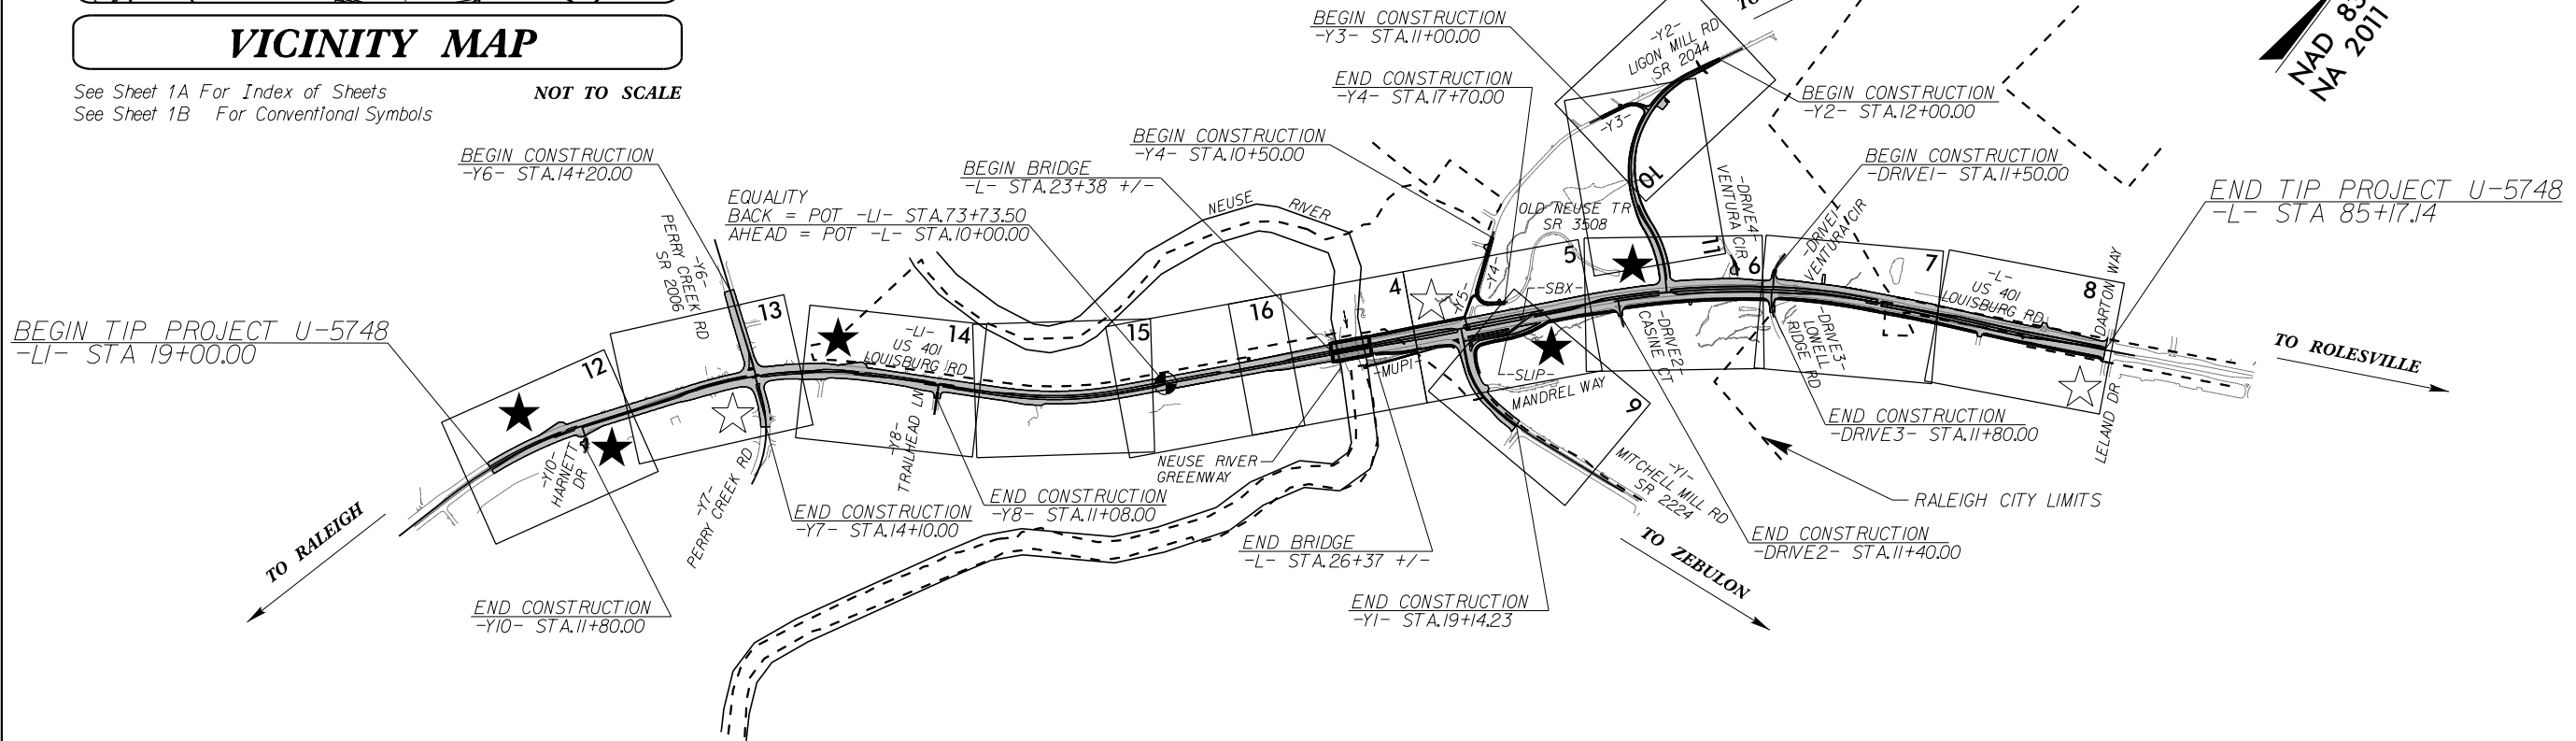 VICINITY MAP
See Sheet 1A For Index of Sheets
NOT TO SCALE
See Sheet 1B For Conventional Symbols
BEGIN CONSTRUCTION
-Y3- STA.11+00.00
END CONSTRUCTION
-Y4- STA.17+70.00
BEGIN CONSTRUCTION
-Y4- STA.10+50.00
BEGIN BRIDGE
-L- STA.23+38 +/-
BEGIN CONSTRUCTION
-Y6- STA.14+20.00
EQUALITY
BACK = POT -L1- STA.73+73.50
AHEAD = POT -L- STA.10+00.00
NEUSE RIVER
-Y2-
LIGON MILL RD
SR 2044
TO
NAD 83
NA 2011
BEGIN CONSTRUCTION
-Y2- STA.12+00.00
BEGIN CONSTRUCTION
-DRIVE1- STA.11+50.00
END TIP PROJECT U-5748
-L- STA 85+17.14
BEGIN TIP PROJECT U-5748
-L1- STA 19+00.00
-Y6-
PERRY CREEK RD
SR 2006
-Y3-
10
OLD NEUSE TR
SR 3508
-DRIVE4-
VENTURA CIR
-DRIVE1-
VENTURA CIR
12
13
14
15
16
4
5
11
6
7
8
-L1-
US 401
LOUISBURG RD
-Y4-
-Y5-
-SBX-
-SLIP-
-MUP1-
MANDREL WAY
9
-DRIVE2-
CASINE CT
-DRIVE3-
LOWELL
RIDGE RD
-L-
US 401
LOUISBURG RD
DARTON WAY
LELAND DR
TO ROLESVILLE
-Y10-
HARNETT
DR
-Y7-
PERRY CREEK RD
-Y8-
TRAILHEAD LN
NEUSE RIVER
GREENWAY
-Y1-
MITCHELL MILL RD
SR 2224
END CONSTRUCTION
-DRIVE3- STA.11+80.00
RALEIGH CITY LIMITS
END CONSTRUCTION
-DRIVE2- STA.11+40.00
END CONSTRUCTION
-Y8- STA.11+08.00
END CONSTRUCTION
-Y7- STA.14+10.00
END BRIDGE
-L- STA.26+37 +/-
END CONSTRUCTION
-Y1- STA.19+14.23
END CONSTRUCTION
-Y10- STA.11+80.00
TO RALEIGH
TO ZEBULON